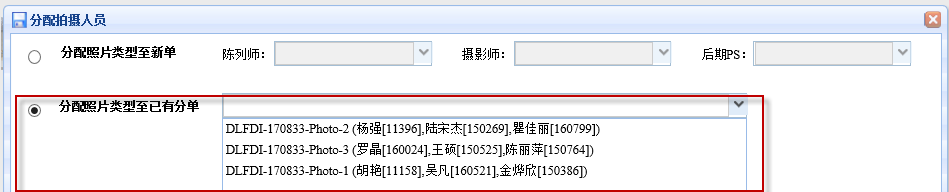 分配拍摄人员
分配照片类型至新单 陈列师： 摄影师： 后期PS：
分配照片类型至已有分单
DLFDI-170833-Photo-2 (杨强[11396],陆宋杰[150269],瞿佳丽[160799])
DLFDI-170833-Photo-3 (罗晶[160024],王硕[150525],陈丽萍[150764])
DLFDI-170833-Photo-1 (胡艳[11158],吴凡[160521],金烨欣[150386])